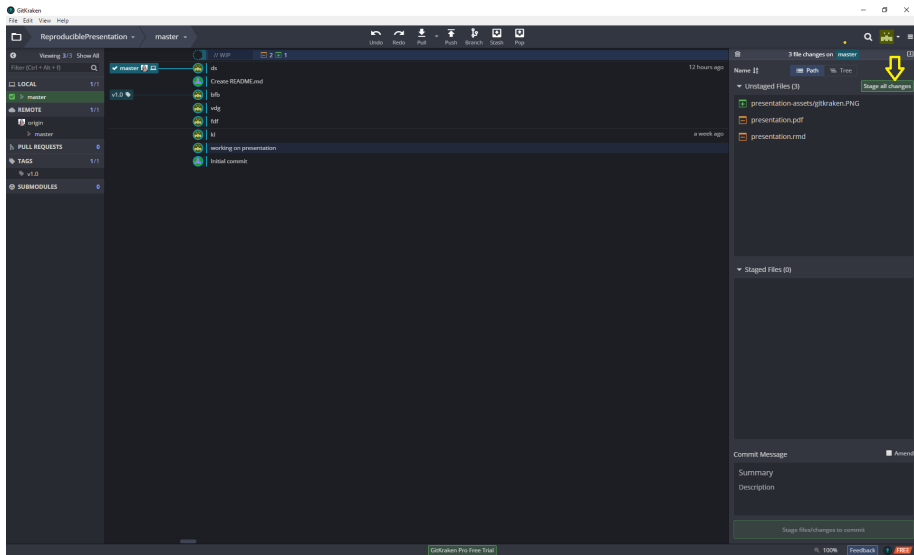 GitKraken
File Edit View Help
ReproduciblePresentation master
Undo Redo Pull Push Branch Stash Pop
Viewing 3/3 Show All
Filter (Ctrl + Alt + f)
LOCAL 1/1
master
REMOTE 1/1
origin
master
PULL REQUESTS 0
TAGS 1/1
v1.0
SUBMODULES 0
// WIP 2 1
master ds 12 hours ago
Create README.md
v1.0 bfb
vdg
fdf
kl a week ago
working on presentation
Initial commit
3 file changes on master
Name Path Tree
Unstaged Files (3) Stage all changes
presentation-assets/gitkraken.PNG
presentation.pdf
presentation.rmd
Staged Files (0)
Commit Message Amend
Summary
Description
Stage files/changes to commit
GitKraken Pro Free Trial
100% Feedback FREE